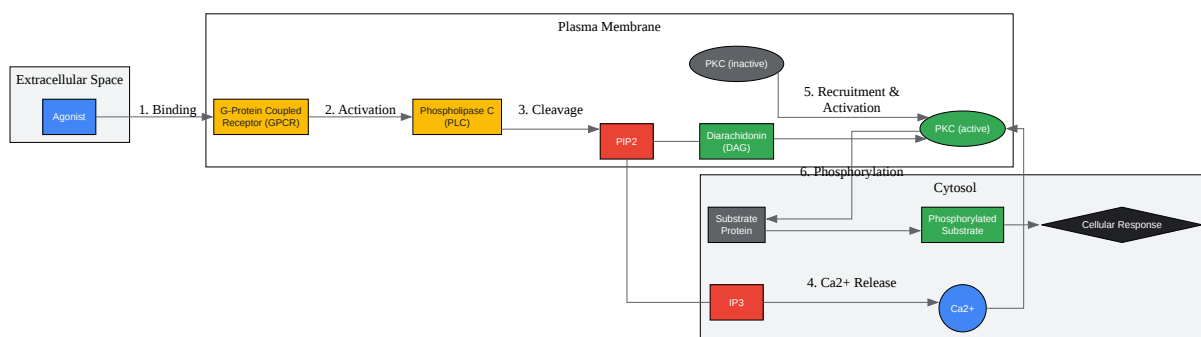 Plasma Membrane
Extracellular Space
Agonist
1. Binding
G-Protein Coupled
Receptor (GPCR)
2. Activation
Phospholipase C
(PLC)
3. Cleavage
PIP2
Diarachidonin
(DAG)
PKC (inactive)
5. Recruitment &
Activation
PKC (active)
6. Phosphorylation
Cytosol
Substrate
Protein
Phosphorylated
Substrate
Cellular Response
IP3
4. Ca2+ Release
Ca2+